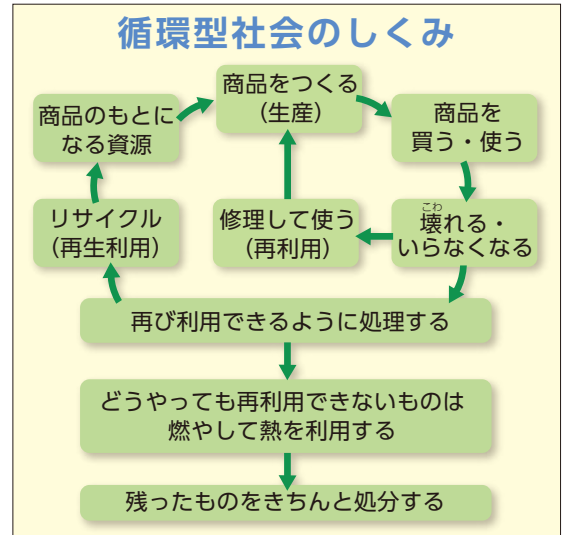 循環型社会のしくみ
商品をつくる
（生産）
商品のもとに
なる資源
商品を
買う・使う
リサイクル
（再生利用）
修理して使う
（再利用）
こわ
壊れる・
いらなくなる
再び利用できるように処理する
どうやっても再利用できないものは
燃やして熱を利用する
残ったものをきちんと処分する